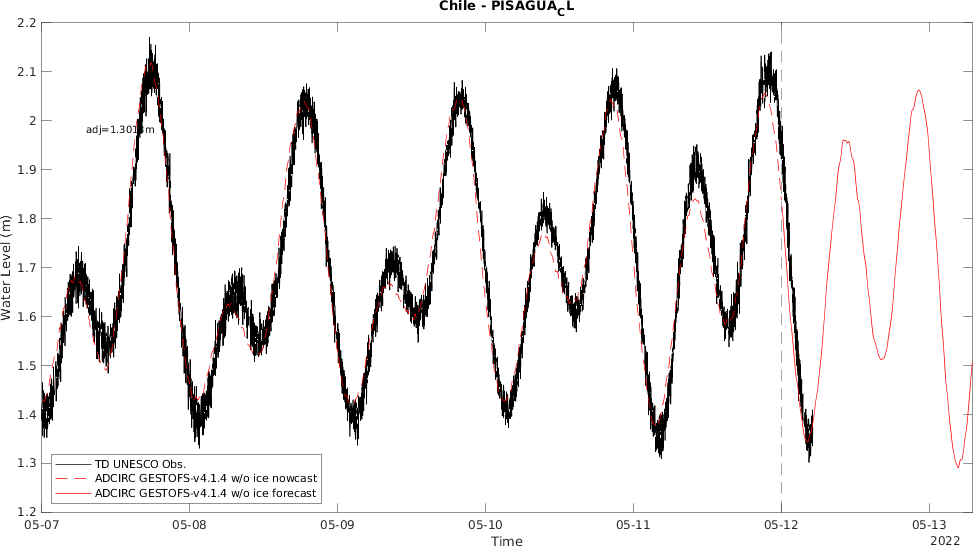 Chile - PISAGUA_CL
2.2
2.1
2
1.9
1.8
1.7
1.6
1.5
1.4
1.3
1.2
Water Level (m)
adj=1.3013m
TD UNESCO Obs.
ADCIRC GESTOFS-v4.1.4 w/o ice nowcast
ADCIRC GESTOFS-v4.1.4 w/o ice forecast
05-07 05-08 05-09 05-10 05-11 05-12 05-13
Time
2022